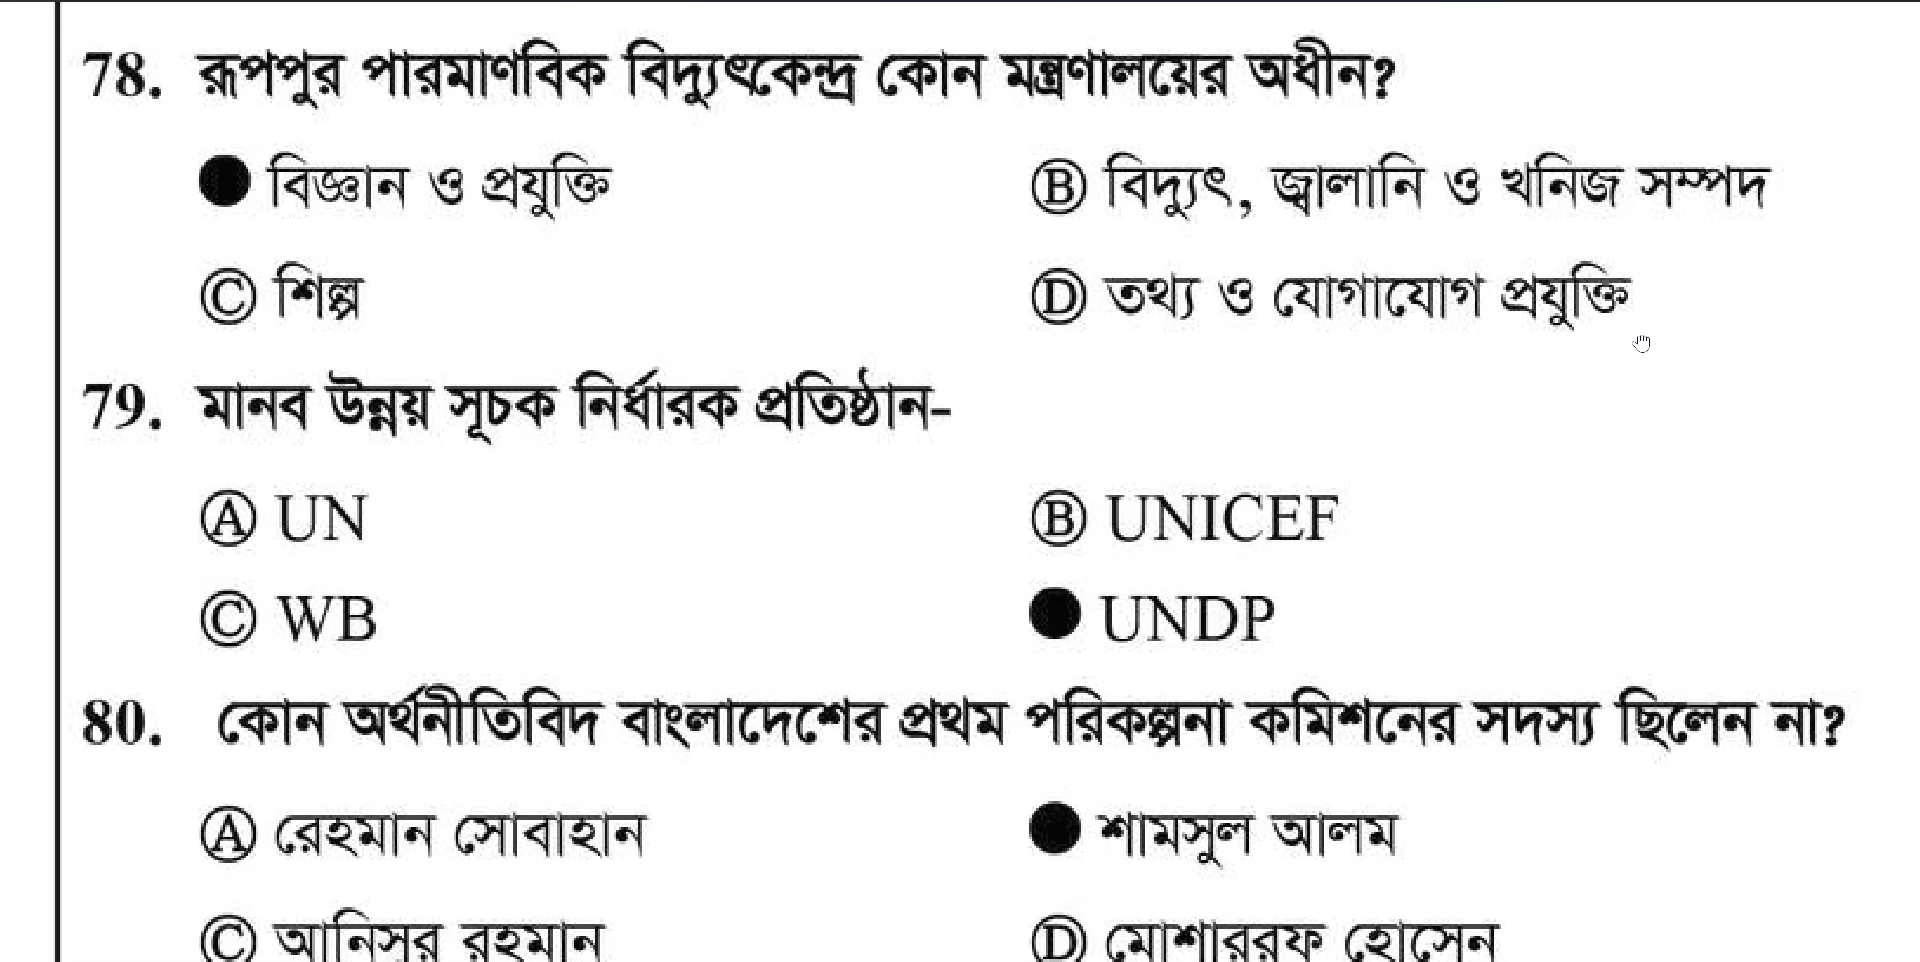 78. রূপপুর পারমাণবিক বিদ্যুৎকেন্দ্র কোন মন্ত্রণালয়ের অধীন?
● বিজ্ঞান ও প্রযুক্তি Ⓑ বিদ্যুৎ, জ্বালানি ও খনিজ সম্পদ
Ⓒ শিল্প Ⓓ তথ্য ও যোগাযোগ প্রযুক্তি
79. মানব উন্নয় সূচক নির্ধারক প্রতিষ্ঠান-
Ⓐ UN Ⓑ UNICEF
Ⓒ WB ● UNDP
80. কোন অর্থনীতিবিদ বাংলাদেশের প্রথম পরিকল্পনা কমিশনের সদস্য ছিলেন না?
Ⓐ রেহমান সোবাহান ● শামসুল আলম
Ⓒ আনিসুর রহমান Ⓓ মোশাররফ হোসেন